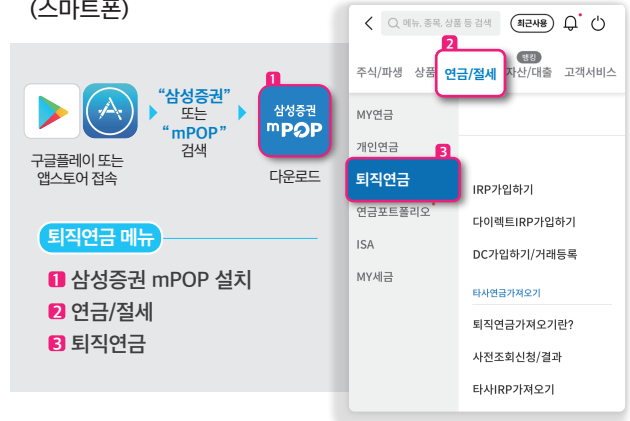 (스마트폰)
구글플레이 또는
앱스토어 접속
“삼성증권”
또는
“mPOP”
검색
1
삼성증권
mPOP
다운로드
퇴직연금 메뉴
1 삼성증권 mPOP 설치
2 연금/절세
3 퇴직연금
메뉴, 종목, 상품 등 검색 최근사용
2
뱅킹
주식/파생 상품 연금/절세 자산/대출 고객서비스
MY연금
개인연금
3
퇴직연금
연금포트폴리오
ISA
MY세금
IRP가입하기
다이렉트IRP가입하기
DC가입하기/거래등록
타사연금가져오기
퇴직연금가져오기란?
사전조회신청/결과
타사IRP가져오기